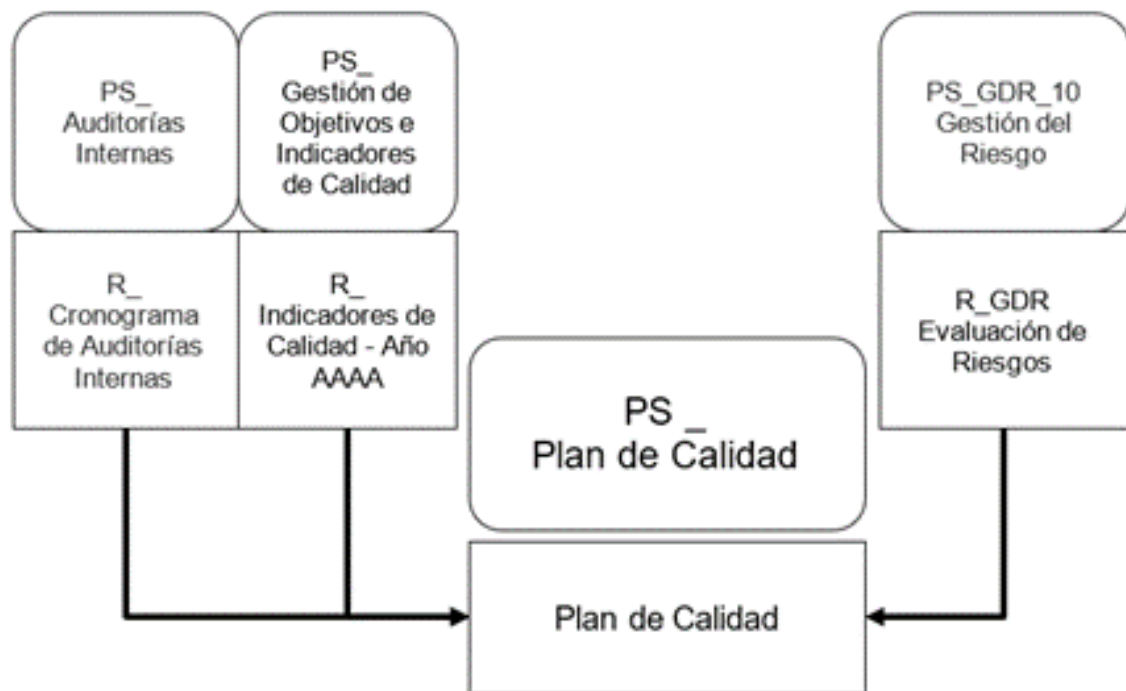 PS_
Auditorías
Internas
PS_
Gestión de
Objetivos e
Indicadores
de Calidad
PS_GDR_10
Gestión del
Riesgo
R_
Cronograma
de Auditorías
Internas
R_
Indicadores de
Calidad - Año
AAAA
R_GDR
Evaluación de
Riesgos
PS _
Plan de Calidad
Plan de Calidad